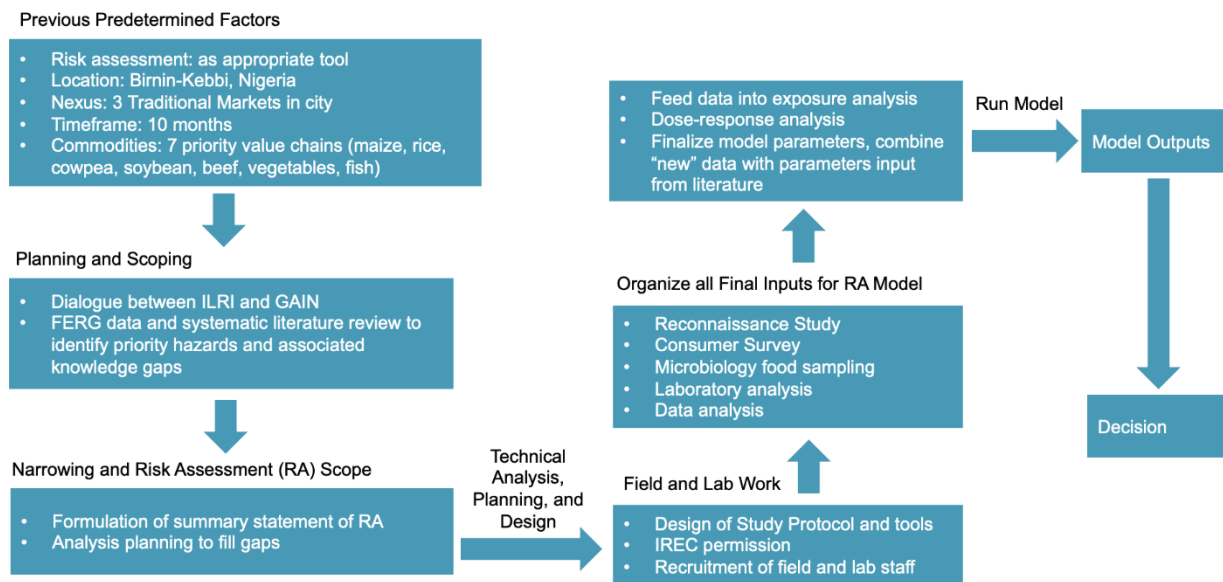 Previous Predetermined Factors
• Risk assessment: as appropriate tool
• Location: Birnin-Kebbi, Nigeria
• Nexus: 3 Traditional Markets in city
• Timeframe: 10 months
• Commodities: 7 priority value chains (maize, rice,
cowpea, soybean, beef, vegetables, fish)
Planning and Scoping
• Dialogue between ILRI and GAIN
• FERG data and systematic literature review to
identify priority hazards and associated
knowledge gaps
Narrowing and Risk Assessment (RA) Scope
• Formulation of summary statement of RA
• Analysis planning to fill gaps
Technical
Analysis,
Planning, and
Design
Field and Lab Work
• Design of Study Protocol and tools
• IREC permission
• Recruitment of field and lab staff
Organize all Final Inputs for RA Model
• Reconnaissance Study
• Consumer Survey
• Microbiology food sampling
• Laboratory analysis
• Data analysis
• Feed data into exposure analysis
• Dose-response analysis
• Finalize model parameters, combine
“new” data with parameters input
from literature
Run Model
Model Outputs
Decision